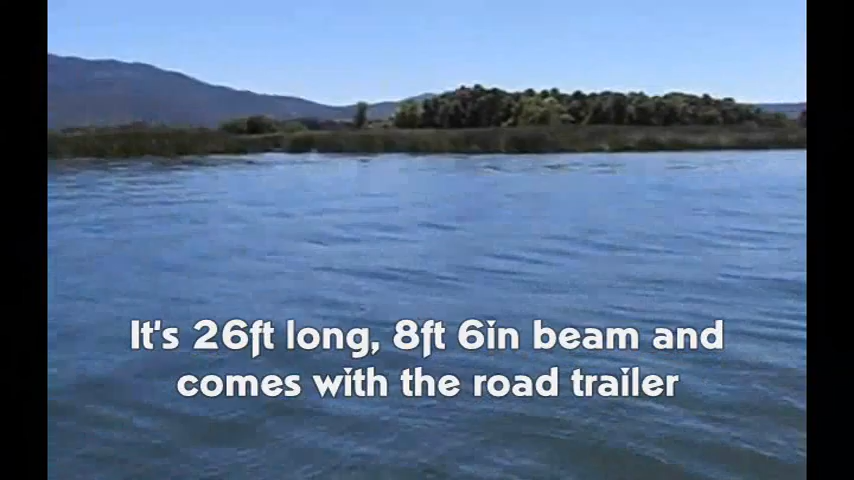 It's 26ft long, 8ft 6in beam and
comes with the road trailer